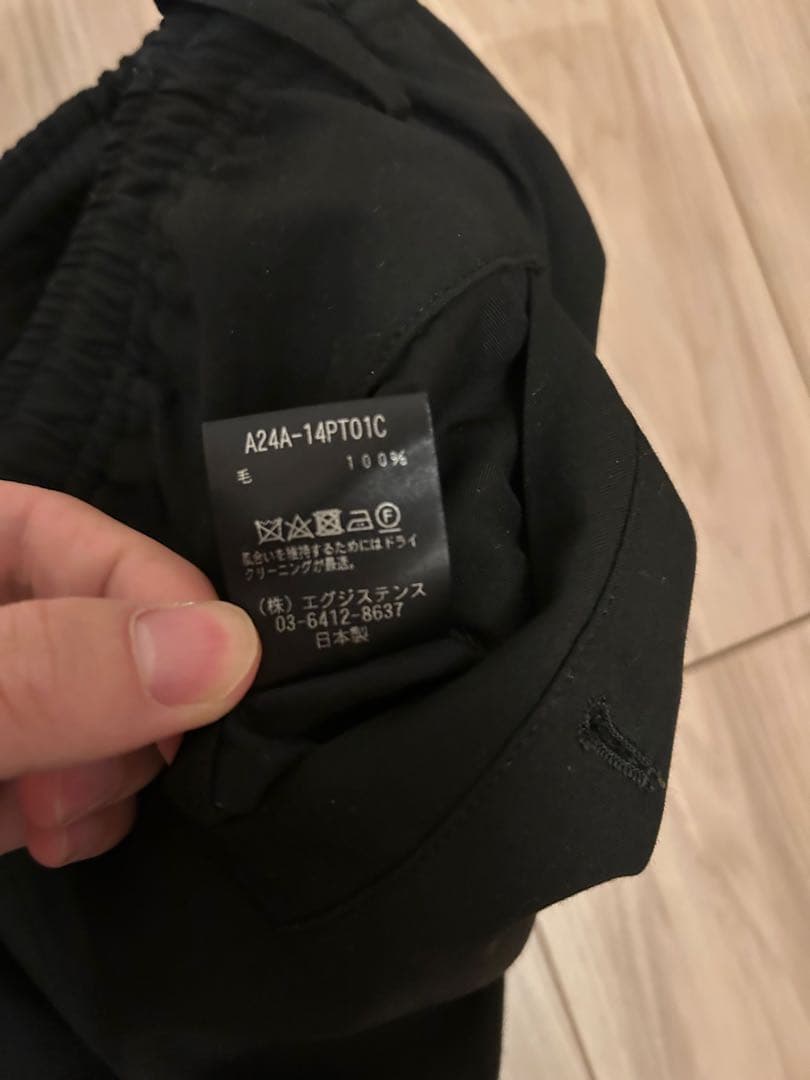 A24A-14PT01C
毛 100%
F
風合いを維持するためにはドライ
クリーニングが最適。
(株) エグジステンス
03-6412-8637
日本製